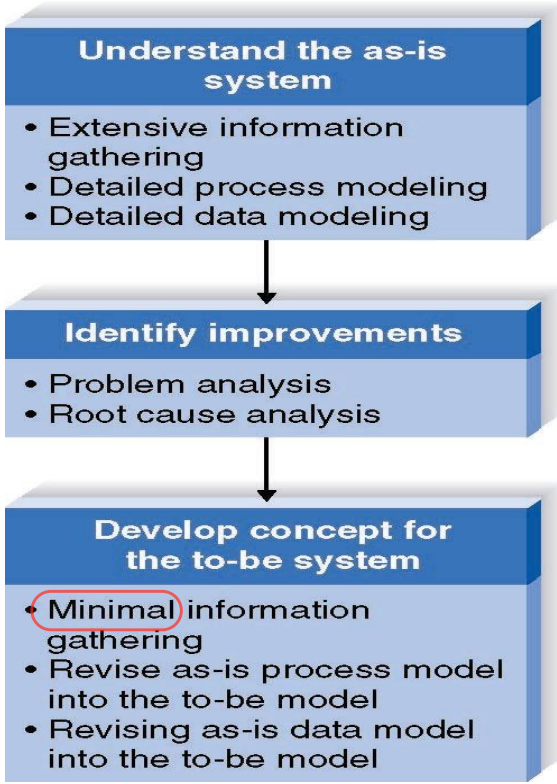 Understand the as-is
system
• Extensive information
gathering
• Detailed process modeling
• Detailed data modeling
Identify improvements
• Problem analysis
• Root cause analysis
Develop concept for
the to-be system
• Minimal information
gathering
• Revise as-is process model
into the to-be model
• Revising as-is data model
into the to-be model